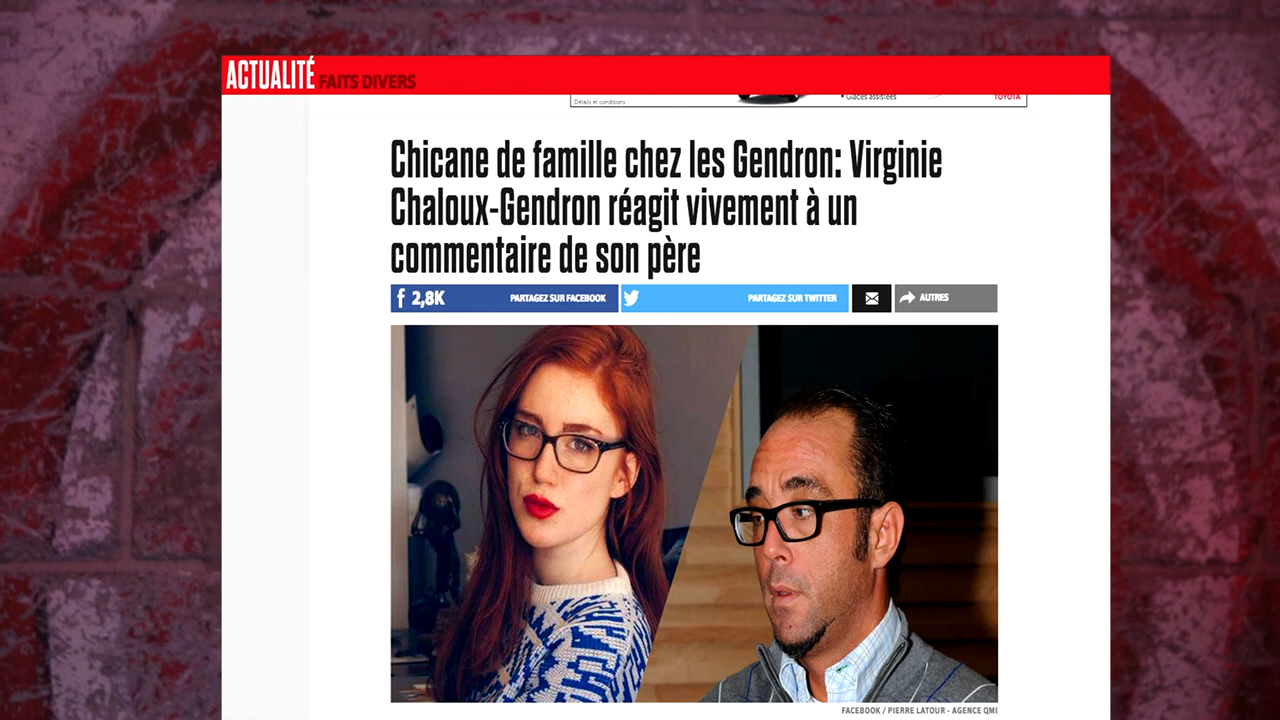 ACTUALITÉ FAITS DIVERS
Détails et conditions
• Glaces assistées
TOYOTA
Chicane de famille chez les Gendron: Virginie
Chaloux-Gendron réagit vivement à un
commentaire de son père
f 2,8K PARTAGEZ SUR FACEBOOK PARTAGEZ SUR TWITTER AUTRES
FACEBOOK / PIERRE LATOUR - AGENCE QMI